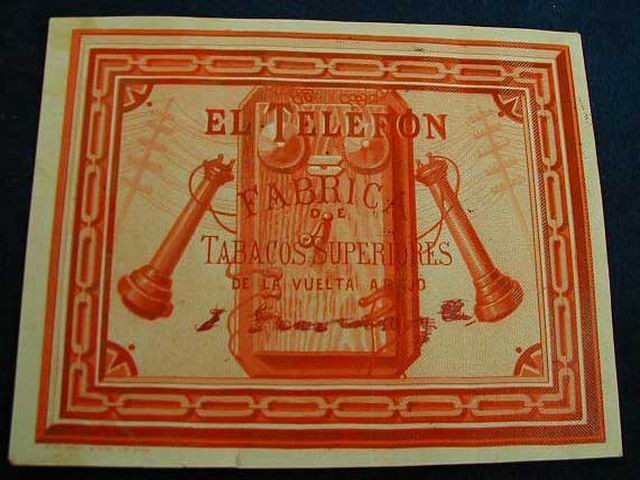 EL TELEFON
FABRICA
DE
TABACOS SUPERIORES
DE LA VUELTA ABAJO